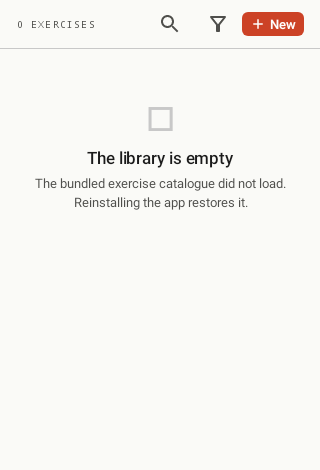 0 EXERCISES
New
The library is empty
The bundled exercise catalogue did not load.
Reinstalling the app restores it.